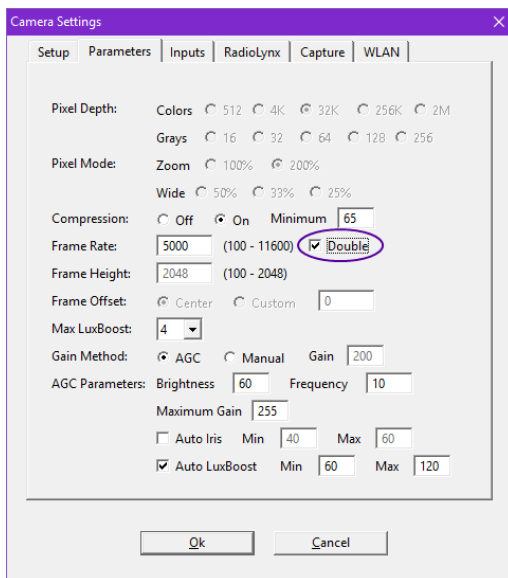 Camera Settings
Setup Parameters Inputs RadioLynx Capture WLAN
Pixel Depth: Colors 512 4K 32K 256K 2M
Grays 16 32 64 128 256
Pixel Mode: Zoom 100% 200%
Wide 50% 33% 25%
Compression: Off On Minimum 65
Frame Rate: 5000 (100 - 11600) Double
Frame Height: 2048 (100 - 2048)
Frame Offset: Center Custom 0
Max LuxBoost: 4
Gain Method: AGC Manual Gain 200
AGC Parameters: Brightness 60 Frequency 10
Maximum Gain 255
Auto Iris Min 40 Max 60
Auto LuxBoost Min 60 Max 120
Ok Cancel